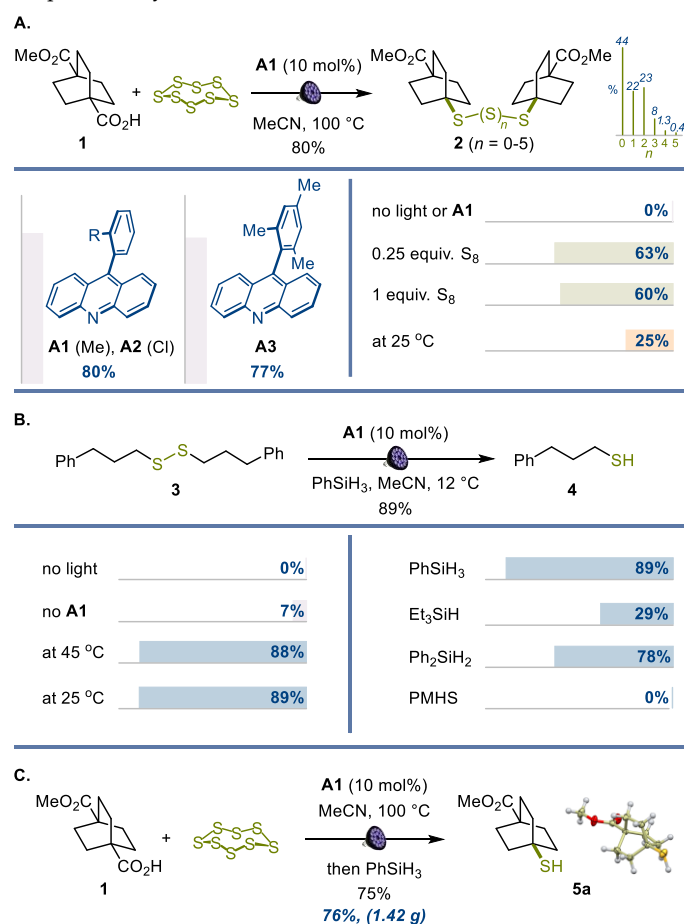 A.
MeO2C
CO2H
1
+
S S S S S S S S
A1 (10 mol%)
MeCN, 100 °C
80%
MeO2C
CO2Me
S (S)n S
2 (n = 0-5)
44
% 22 23
8
1.3
0.4
0 1 2 3 4 5
n
R
N
A1 (Me), A2 (Cl)
80%
Me
Me
Me
N
A3
77%
no light or A1 0%
0.25 equiv. S8 63%
1 equiv. S8 60%
at 25 °C 25%
B.
Ph S S Ph
3
A1 (10 mol%)
PhSiH3, MeCN, 12 °C
89%
Ph SH
4
no light 0%
no A1 7%
at 45 °C 88%
at 25 °C 89%
PhSiH3 89%
Et3SiH 29%
Ph2SiH2 78%
PMHS 0%
C.
MeO2C
CO2H
1
+
S S S S S S S S
A1 (10 mol%)
MeCN, 100 °C
then PhSiH3
75%
76%, (1.42 g)
MeO2C
SH
5a